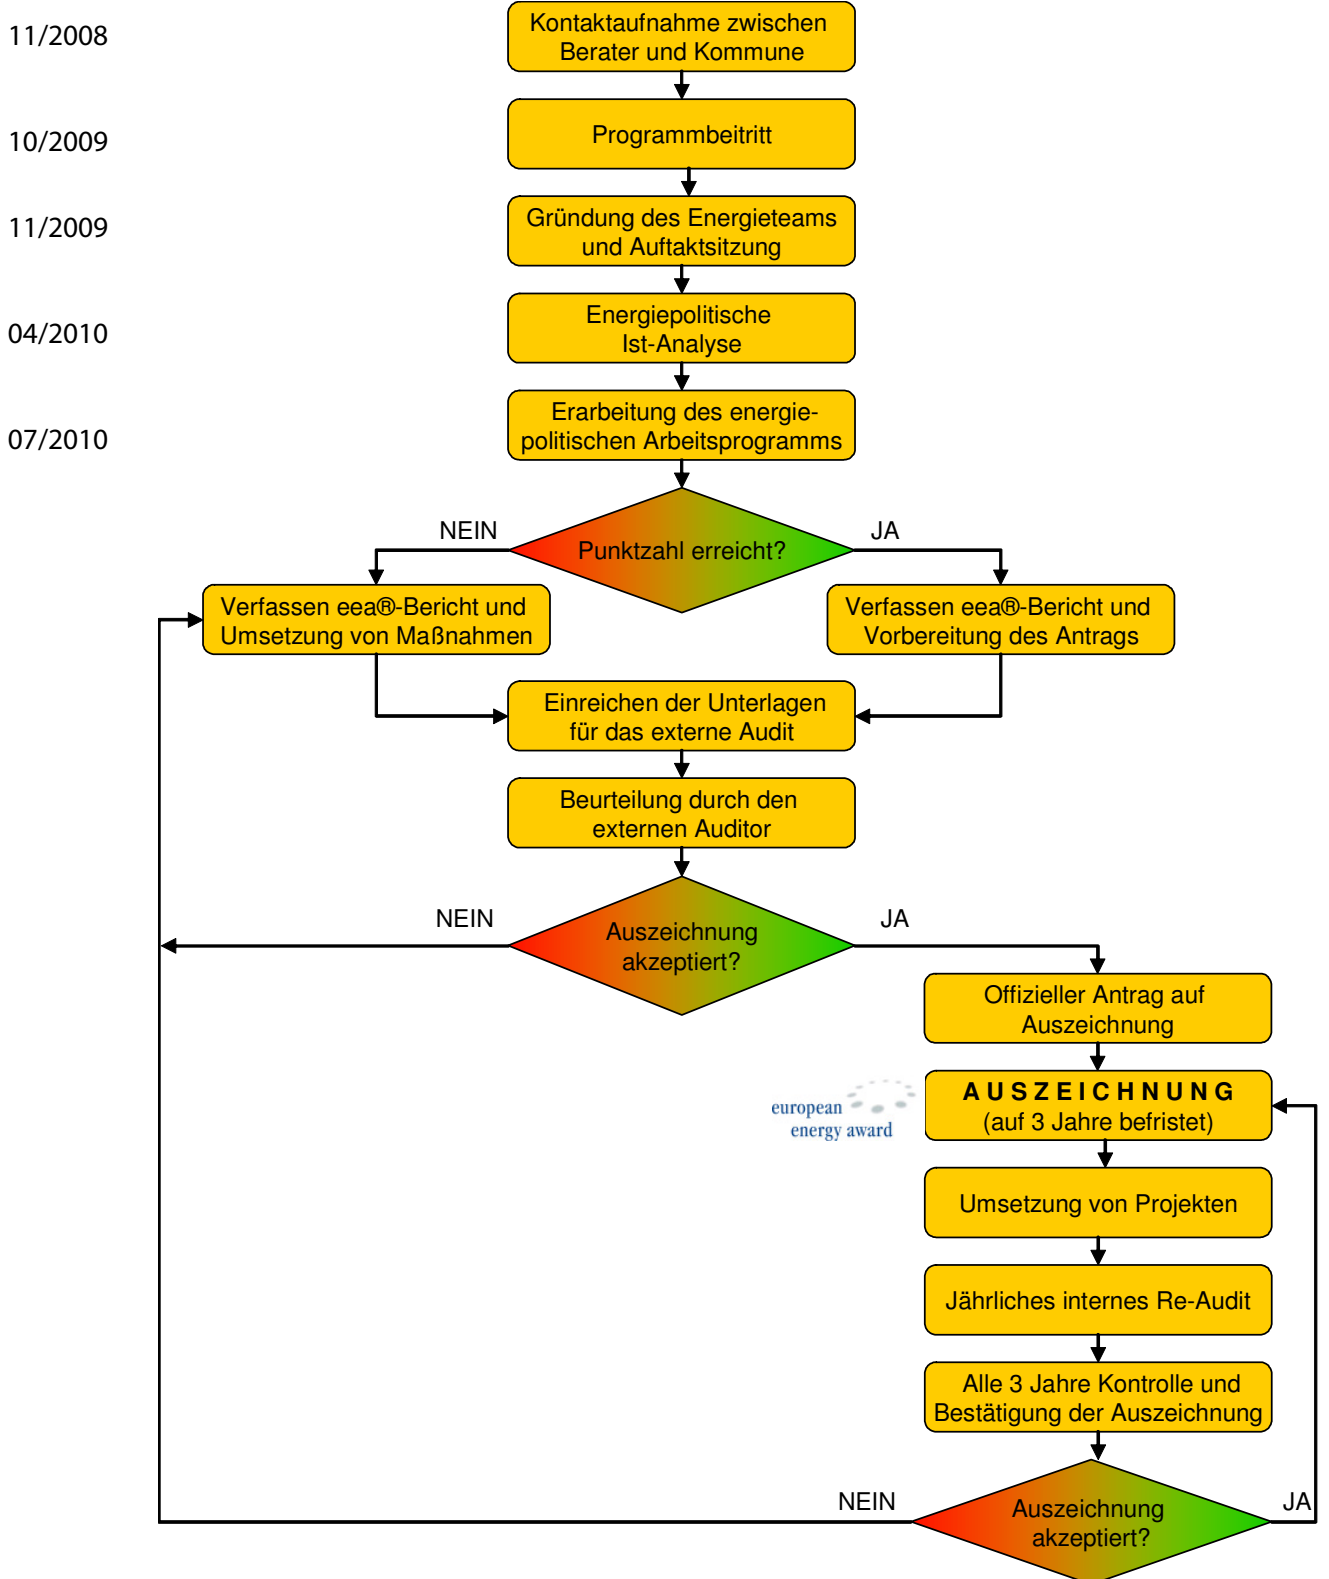 11/2008
Kontaktaufnahme zwischen
Berater und Kommune
10/2009
Programmbeitritt
11/2009
Gründung des Energieteams
und Auftaktsitzung
04/2010
Energiepolitische
Ist-Analyse
07/2010
Erarbeitung des energie-
politischen Arbeitsprogramms
NEIN
JA
Punktzahl erreicht?
Verfassen eea®-Bericht und
Umsetzung von Maßnahmen
Verfassen eea®-Bericht und
Vorbereitung des Antrags
Einreichen der Unterlagen
für das externe Audit
Beurteilung durch den
externen Auditor
NEIN
JA
Auszeichnung
akzeptiert?
Offizieller Antrag auf
Auszeichnung
european
energy award
A U S Z E I C H N U N G
(auf 3 Jahre befristet)
Umsetzung von Projekten
Jährliches internes Re-Audit
Alle 3 Jahre Kontrolle und
Bestätigung der Auszeichnung
NEIN
JA
Auszeichnung
akzeptiert?